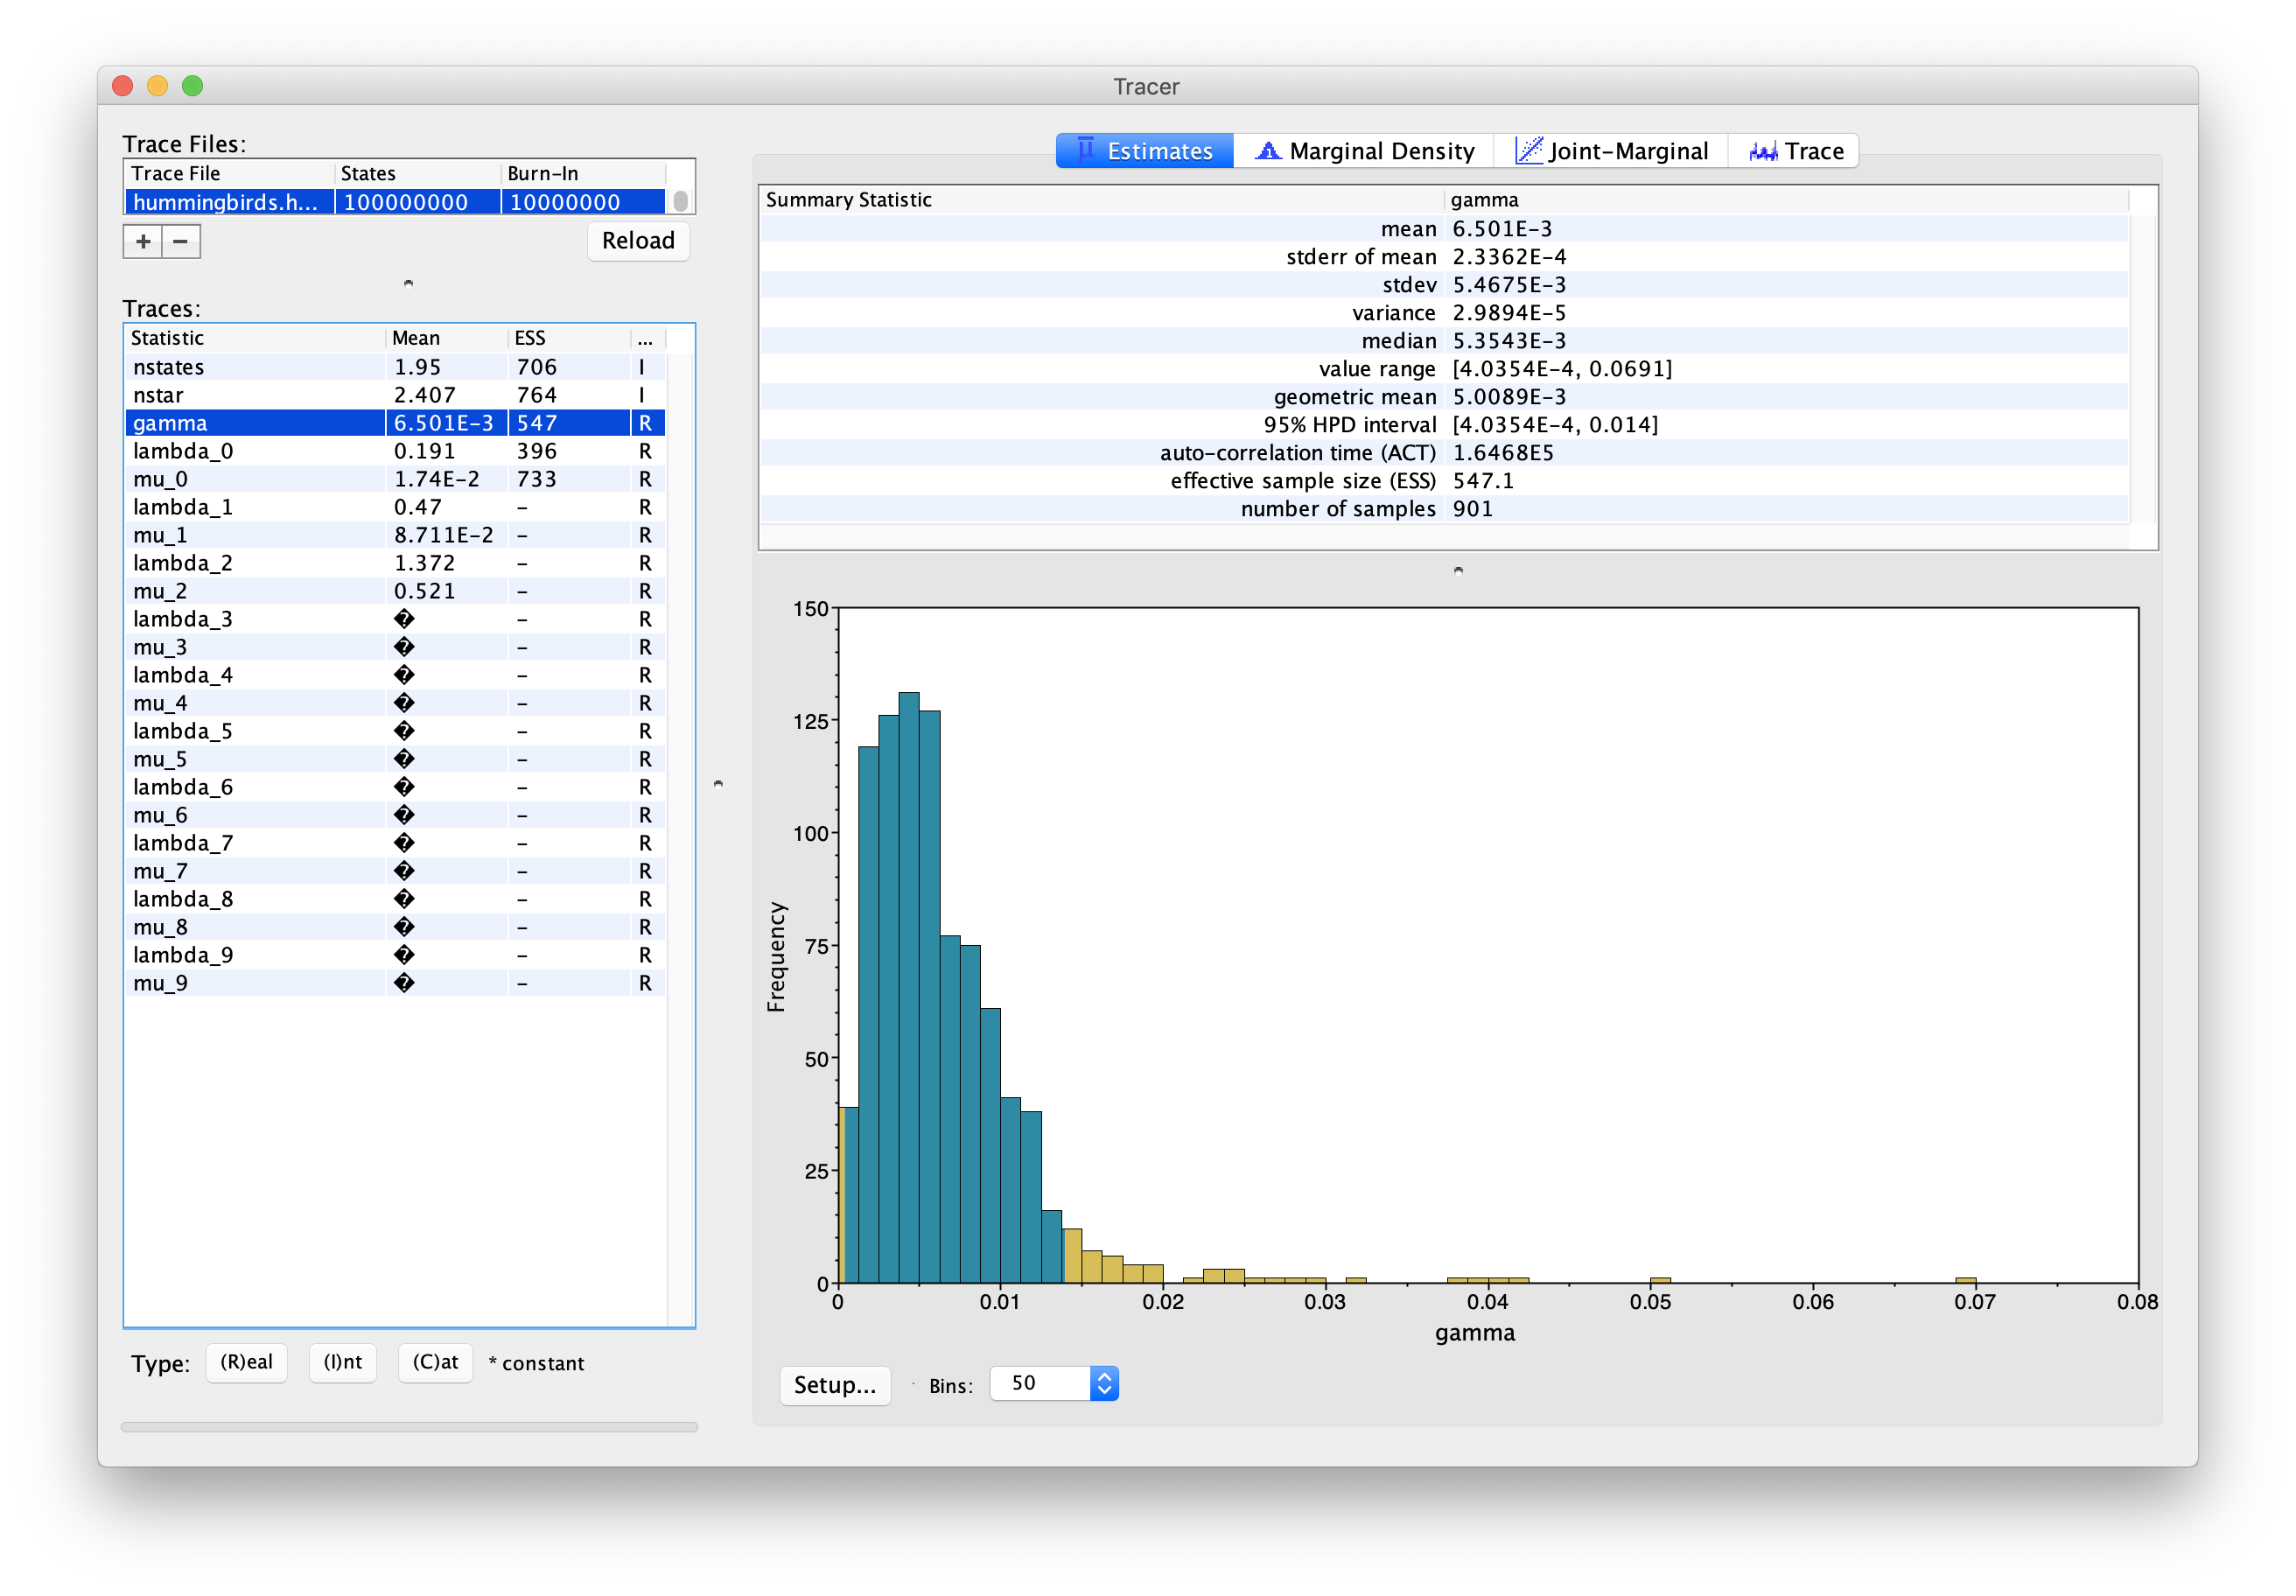 Tracer
Trace Files:
Trace File States Burn-In
hummingbirds.h... 100000000 10000000
+ −
Reload
Traces:
Statistic Mean ESS ...
nstates 1.95 706 I
nstar 2.407 764 I
gamma 6.501E-3 547 R
lambda_0 0.191 396 R
mu_0 1.74E-2 733 R
lambda_1 0.47 - R
mu_1 8.711E-2 - R
lambda_2 1.372 - R
mu_2 0.521 - R
lambda_3 � - R
mu_3 � - R
lambda_4 � - R
mu_4 � - R
lambda_5 � - R
mu_5 � - R
lambda_6 � - R
mu_6 � - R
lambda_7 � - R
mu_7 � - R
lambda_8 � - R
mu_8 � - R
lambda_9 � - R
mu_9 � - R
Type: (R)eal (I)nt (C)at * constant
Estimates Marginal Density Joint-Marginal Trace
Summary Statistic gamma
mean 6.501E-3
stderr of mean 2.3362E-4
stdev 5.4675E-3
variance 2.9894E-5
median 5.3543E-3
value range [4.0354E-4, 0.0691]
geometric mean 5.0089E-3
95% HPD interval [4.0354E-4, 0.014]
auto-correlation time (ACT) 1.6468E5
effective sample size (ESS) 547.1
number of samples 901
150
125
100
75
50
25
0
Frequency
0 0.01 0.02 0.03 0.04 0.05 0.06 0.07 0.08
gamma
Setup... Bins: 50